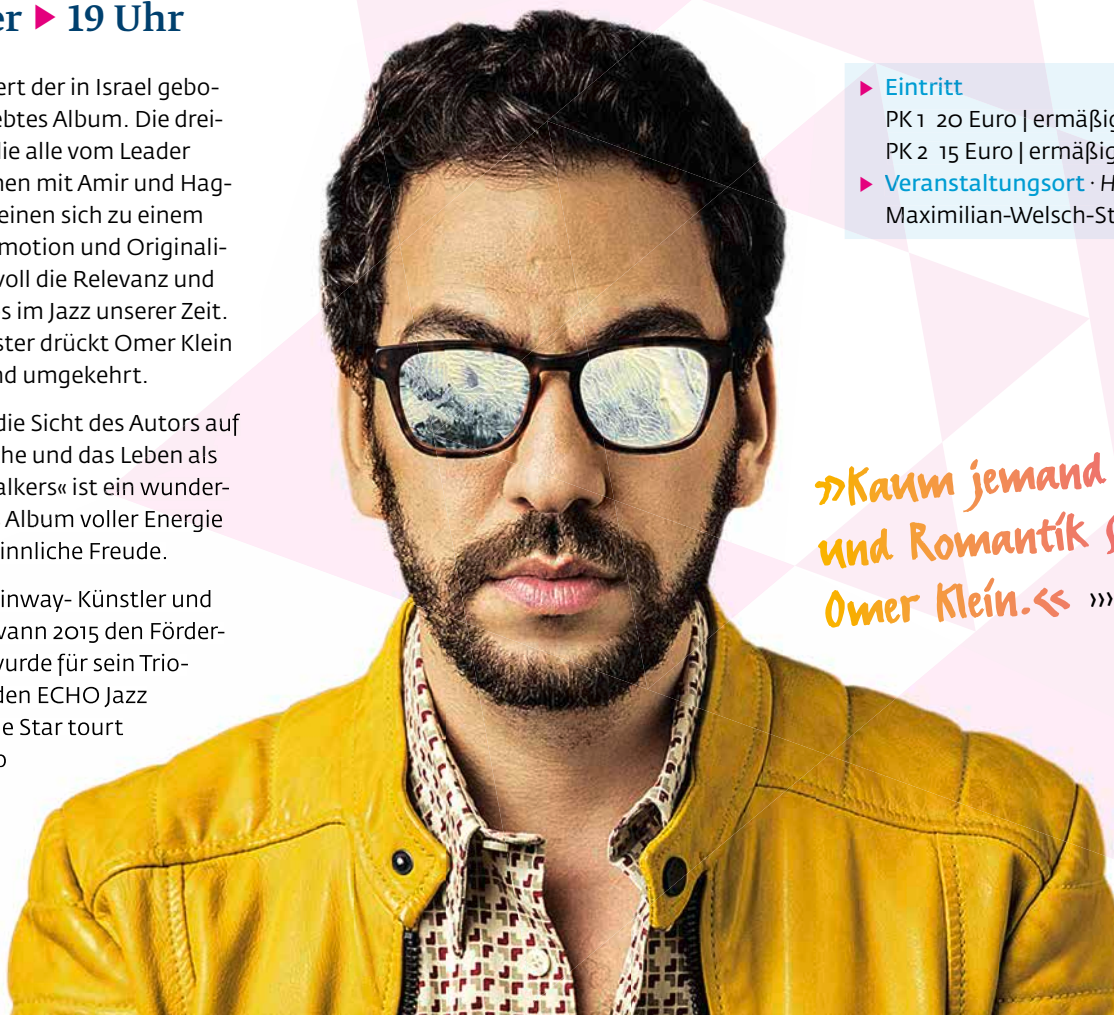 er ▶ 19 Uhr
ert der in Israel gebo-
ebtes Album. Die drei-
die alle vom Leader
nen mit Amir und Hag-
einen sich zu einem
motion und Originali-
voll die Relevanz und
s im Jazz unserer Zeit.
ster drückt Omer Klein
nd umgekehrt.
die Sicht des Autors auf
he und das Leben als
alkers« ist ein wunder-
Album voller Energie
innliche Freude.
inway- Künstler und
vann 2015 den Förder-
wurde für sein Trio-
den ECHO Jazz
e Star tourt
o
▶ Eintritt
PK 1 20 Euro | ermäßig
PK 2 15 Euro | ermäßig
▶ Veranstaltungsort · H
Maximilian-Welsch-St
»Kaum jemand
und Romantik
Omer Klein.« ›››